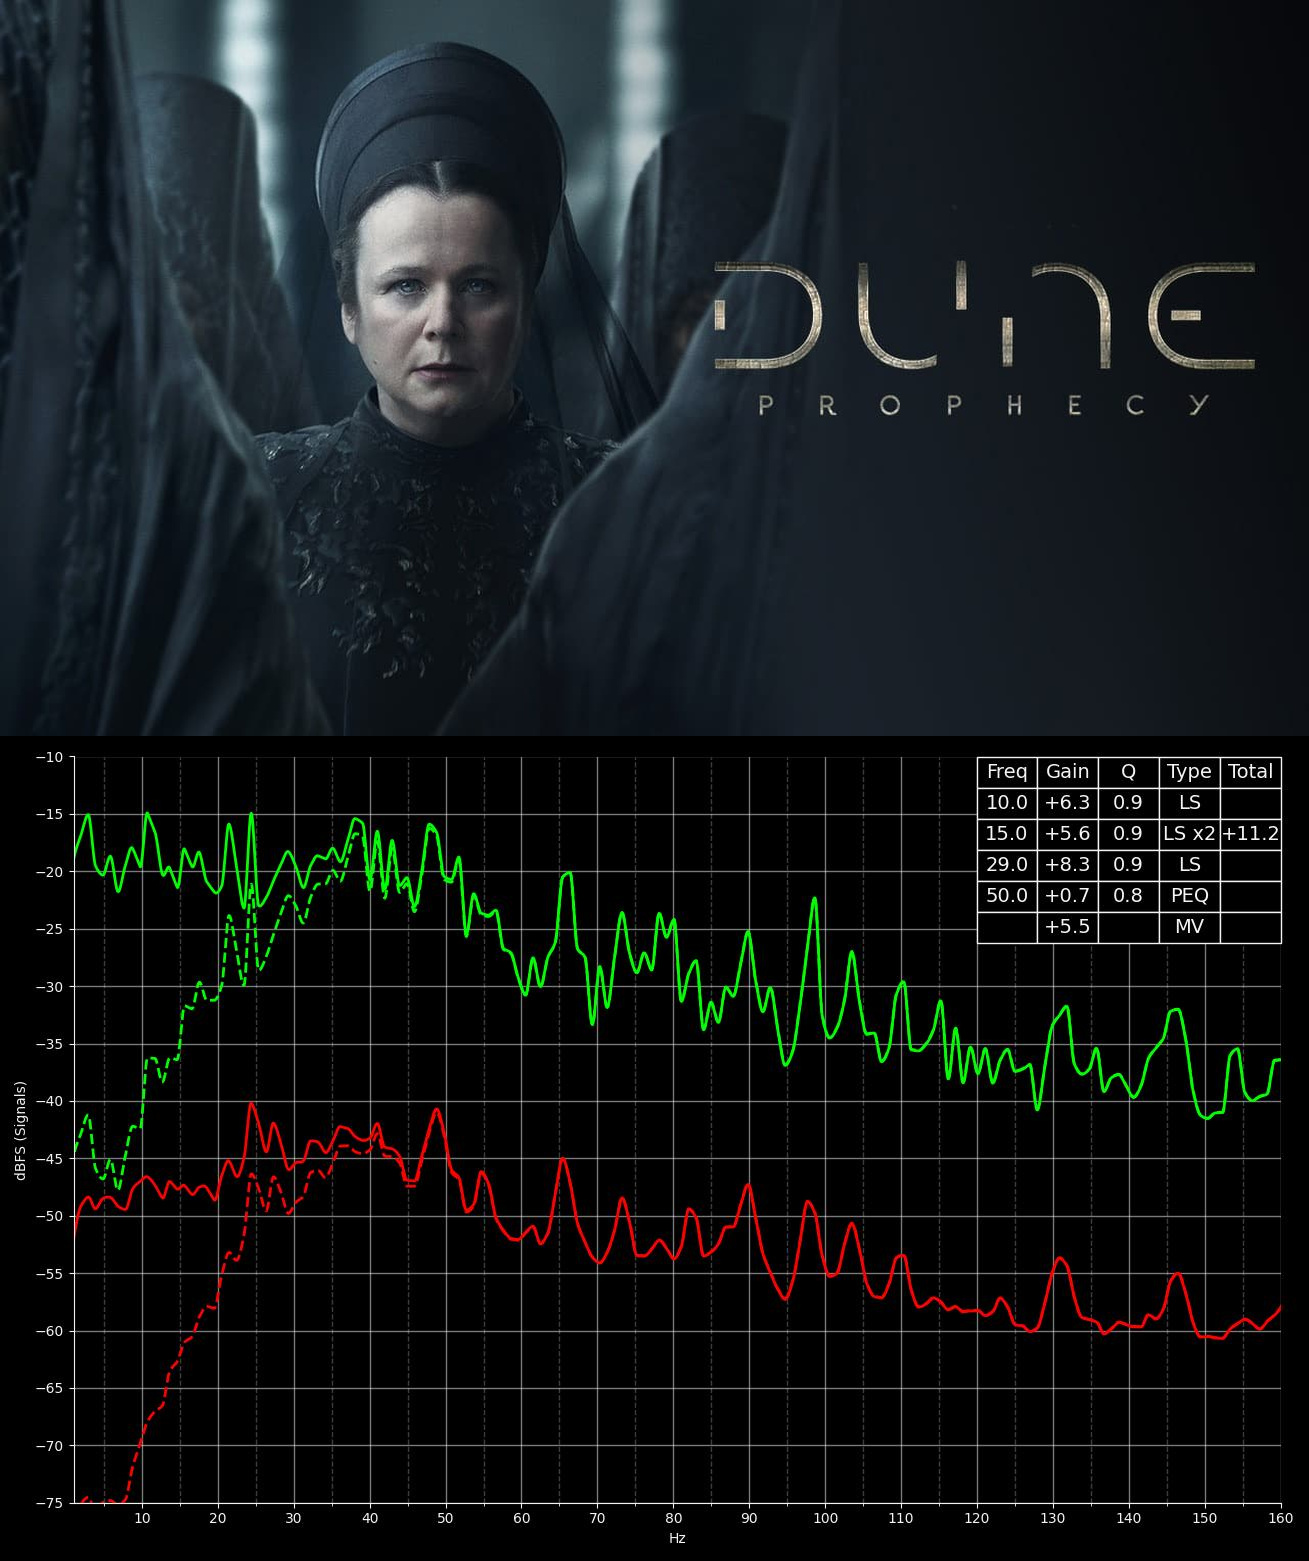 DUNE
PROPHECY
Freq Gain Q Type Total
10.0 +6.3 0.9 LS
15.0 +5.6 0.9 LS x2 +11.2
29.0 +8.3 0.9 LS
50.0 +0.7 0.8 PEQ
+5.5 MV
−10
−15
−20
−25
−30
−35
−40
−45
−50
−55
−60
−65
−70
−75
dBFS (Signals)
10 20 30 40 50 60 70 80 90 100 110 120 130 140 150 160
Hz